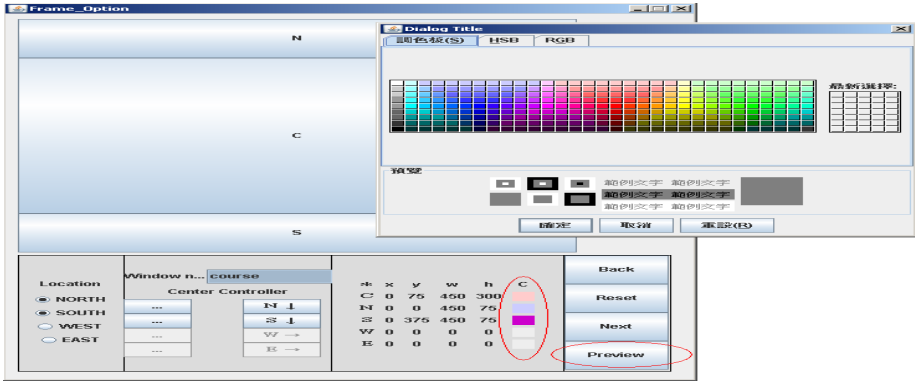 Frame_Option
N
C
S
Dialog Title
調色板(S) HSB RGB
最新選擇:
預覽
範例文字 範例文字
範例文字 範例文字
範例文字 範例文字
確定 取消 重設(R)
Location
NORTH
SOUTH
WEST
EAST
Window n... course
Center Controller
... N ↓
... S ↓
... W →
... E →
* x y w h C
C 0 75 450 300
N 0 0 450 75
S 0 375 450 75
W 0 0 0 0
E 0 0 0 0
Back
Reset
Next
Preview